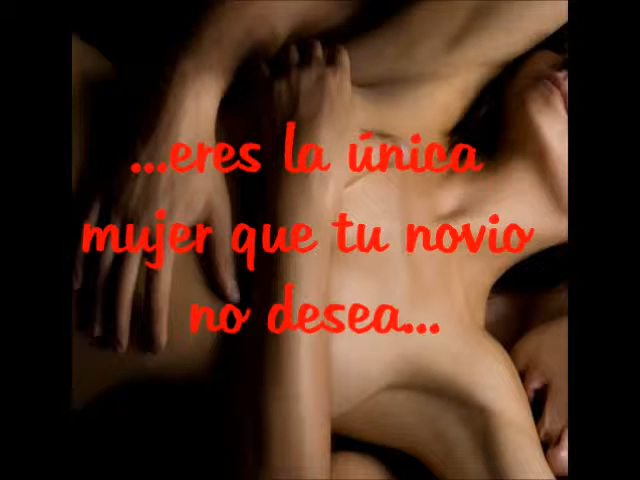 ...eres la única
mujer que tu novio
no desea...